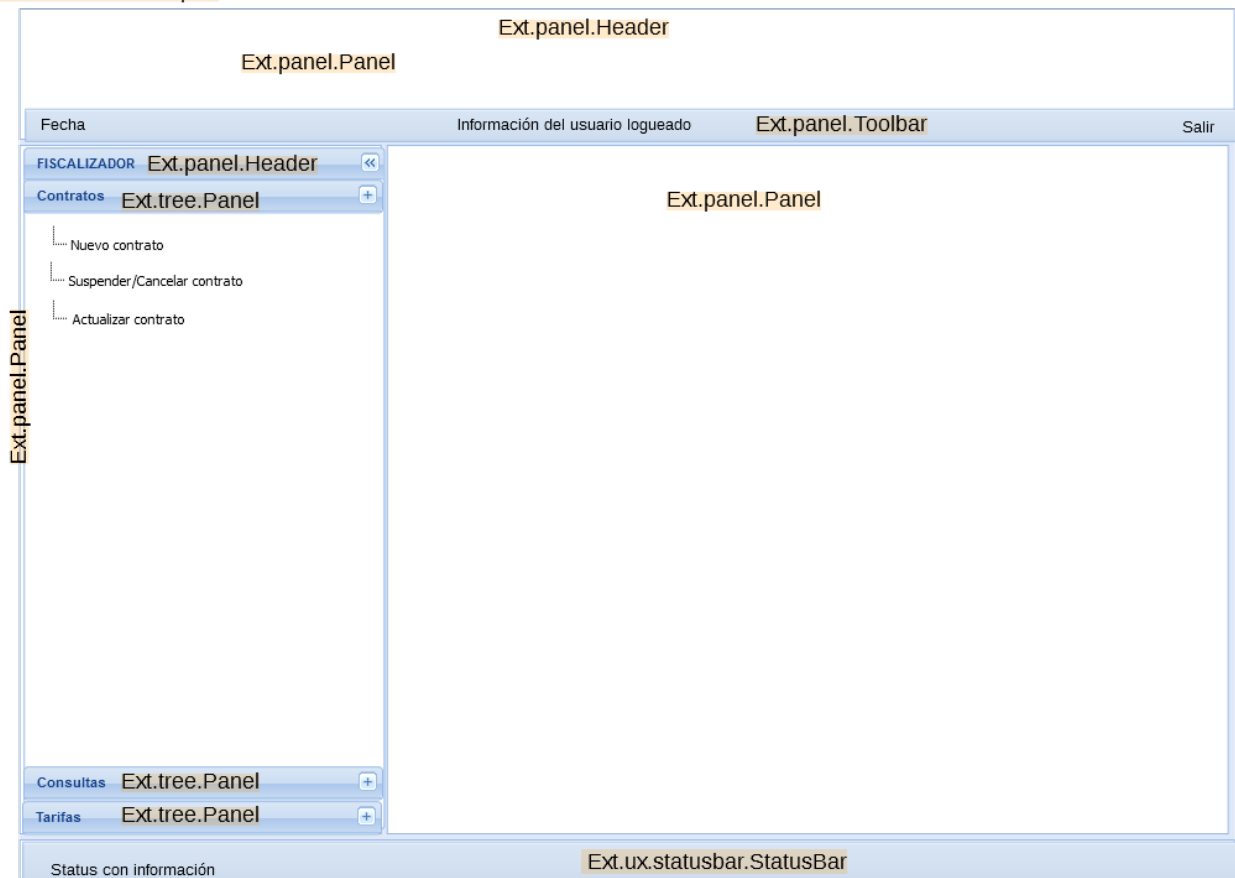 Ext.panel.Header
Ext.panel.Panel
Fecha Información del usuario logueado Ext.panel.Toolbar Salir
FISCALIZADOR Ext.panel.Header
Contratos Ext.tree.Panel
Ext.panel.Panel
Nuevo contrato
Suspender/Cancelar contrato
Actualizar contrato
Ext.panel.Panel
Consultas Ext.tree.Panel
Tarifas Ext.tree.Panel
Status con información Ext.ux.statusbar.StatusBar